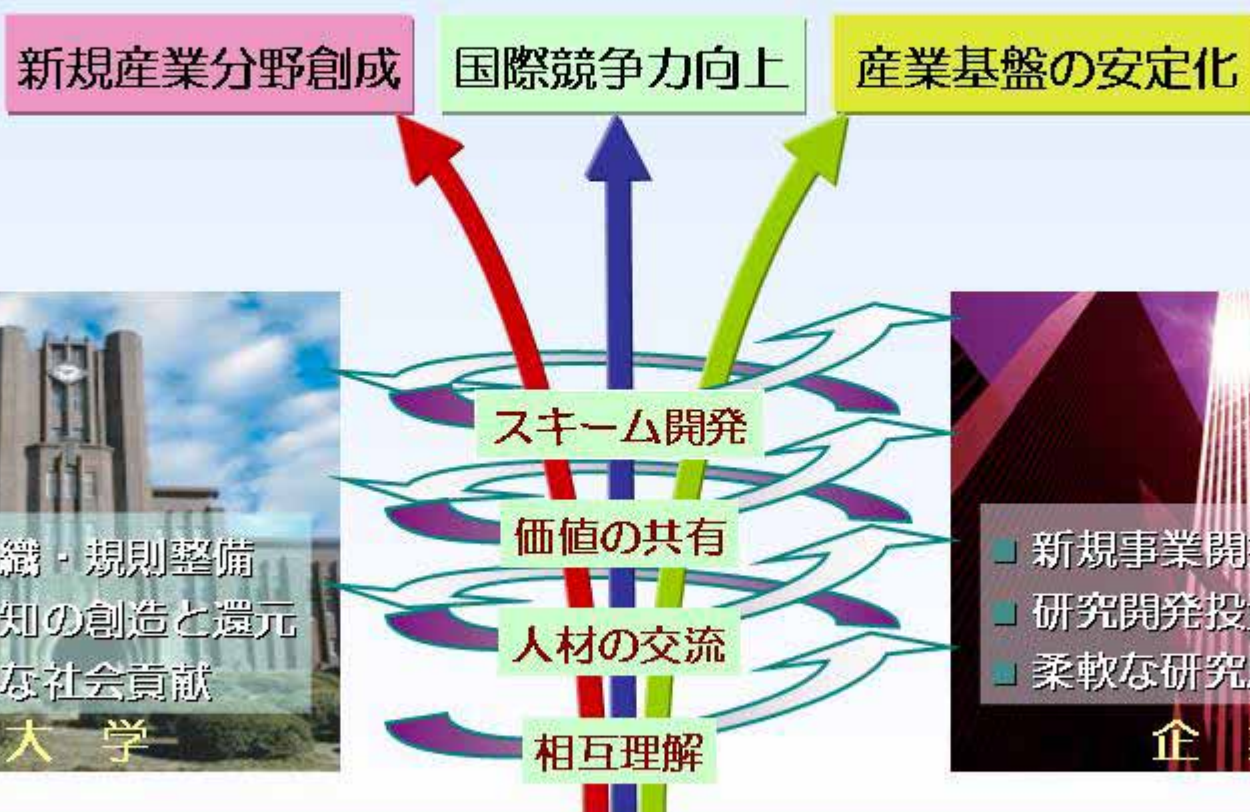 新規産業分野創成
国際競争力向上
産業基盤の安定化
スキーム開発
価値の共有
人材の交流
相互理解
織・規則整備
知の創造と還元
な社会貢献
大学
新規事業開
研究開発投
柔軟な研究
企